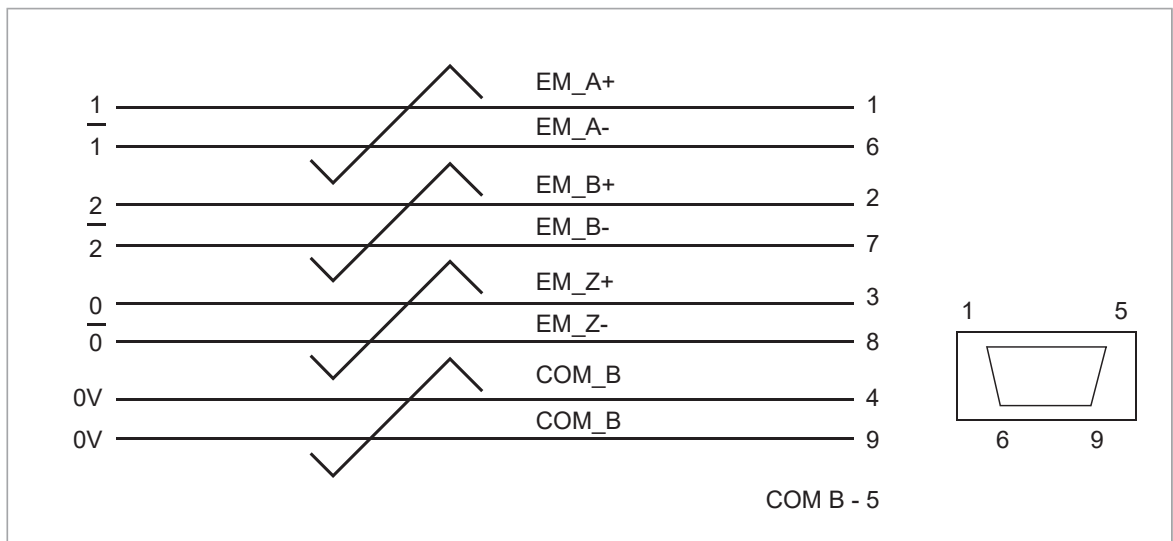 EM_A+
1 1
EM_A-
1̅ 6
EM_B+
2 2
EM_B-
2̅ 7
EM_Z+
0 3
EM_Z-
0̅ 8
1 5
COM_B
0V 4
COM_B
0V 9
6 9
COM B - 5